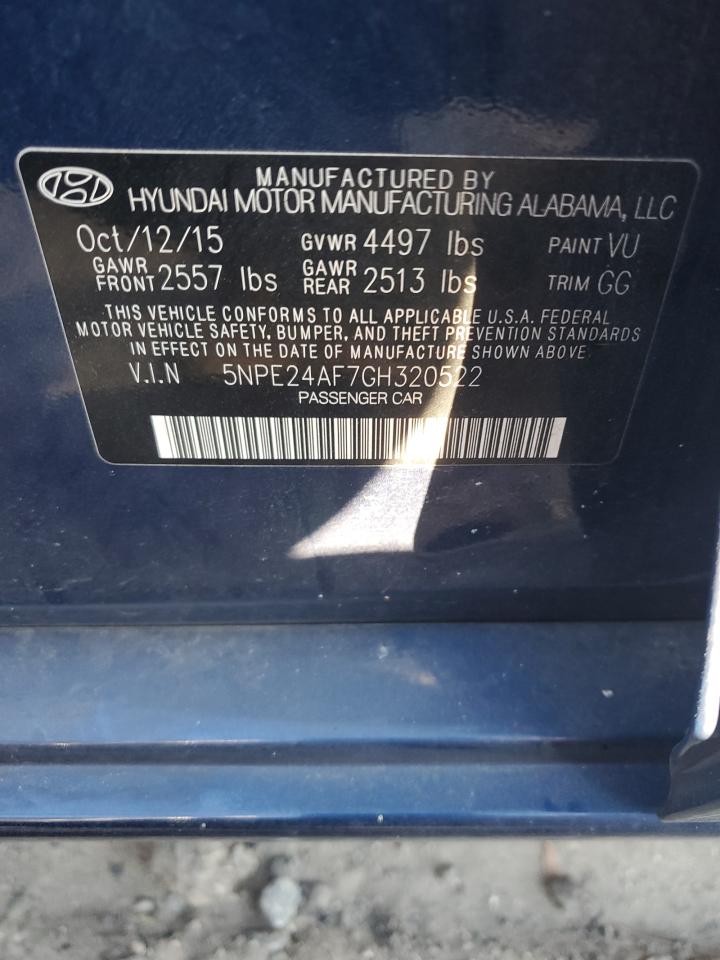 MANUFACTURED BY
HYUNDAI MOTOR MANUFACTURING ALABAMA, LLC
Oct/12/15 GVWR 4497 lbs PAINT VU
GAWR FRONT 2557 lbs GAWR REAR 2513 lbs TRIM GG
THIS VEHICLE CONFORMS TO ALL APPLICABLE U.S.A. FEDERAL
MOTOR VEHICLE SAFETY, BUMPER, AND THEFT PREVENTION STANDARDS
IN EFFECT ON THE DATE OF MANUFACTURE SHOWN ABOVE
V.I.N 5NPE24AF7GH320522
PASSENGER CAR